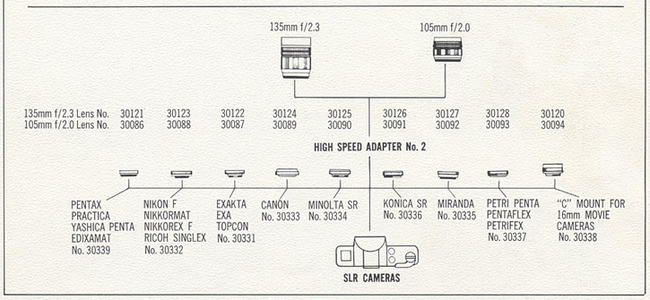 135mm f/2.3 105mm f/2.0
135mm f/2.3 Lens No. 30121 30123 30122 30124 30125 30126 30127 30128 30120
105mm f/2.0 Lens No. 30086 30088 30087 30089 30090 30091 30092 30093 30094
HIGH SPEED ADAPTER No. 2
PENTAX
PRACTICA
YASHICA PENTA
EDIXAMAT
No. 30339
NIKON F
NIKKORMAT
NIKKOREX F
RICOH SINGLEX
No. 30332
EXAKTA
EXA
TOPCON
No. 30331
CANON
No. 30333
MINOLTA SR
No. 30334
KONICA SR
No. 30336
MIRANDA
No. 30335
PETRI PENTA
PENTAFLEX
PETRIFEX
No. 30337
"C" MOUNT FOR
16mm MOVIE
CAMERAS
No. 30338
SLR CAMERAS